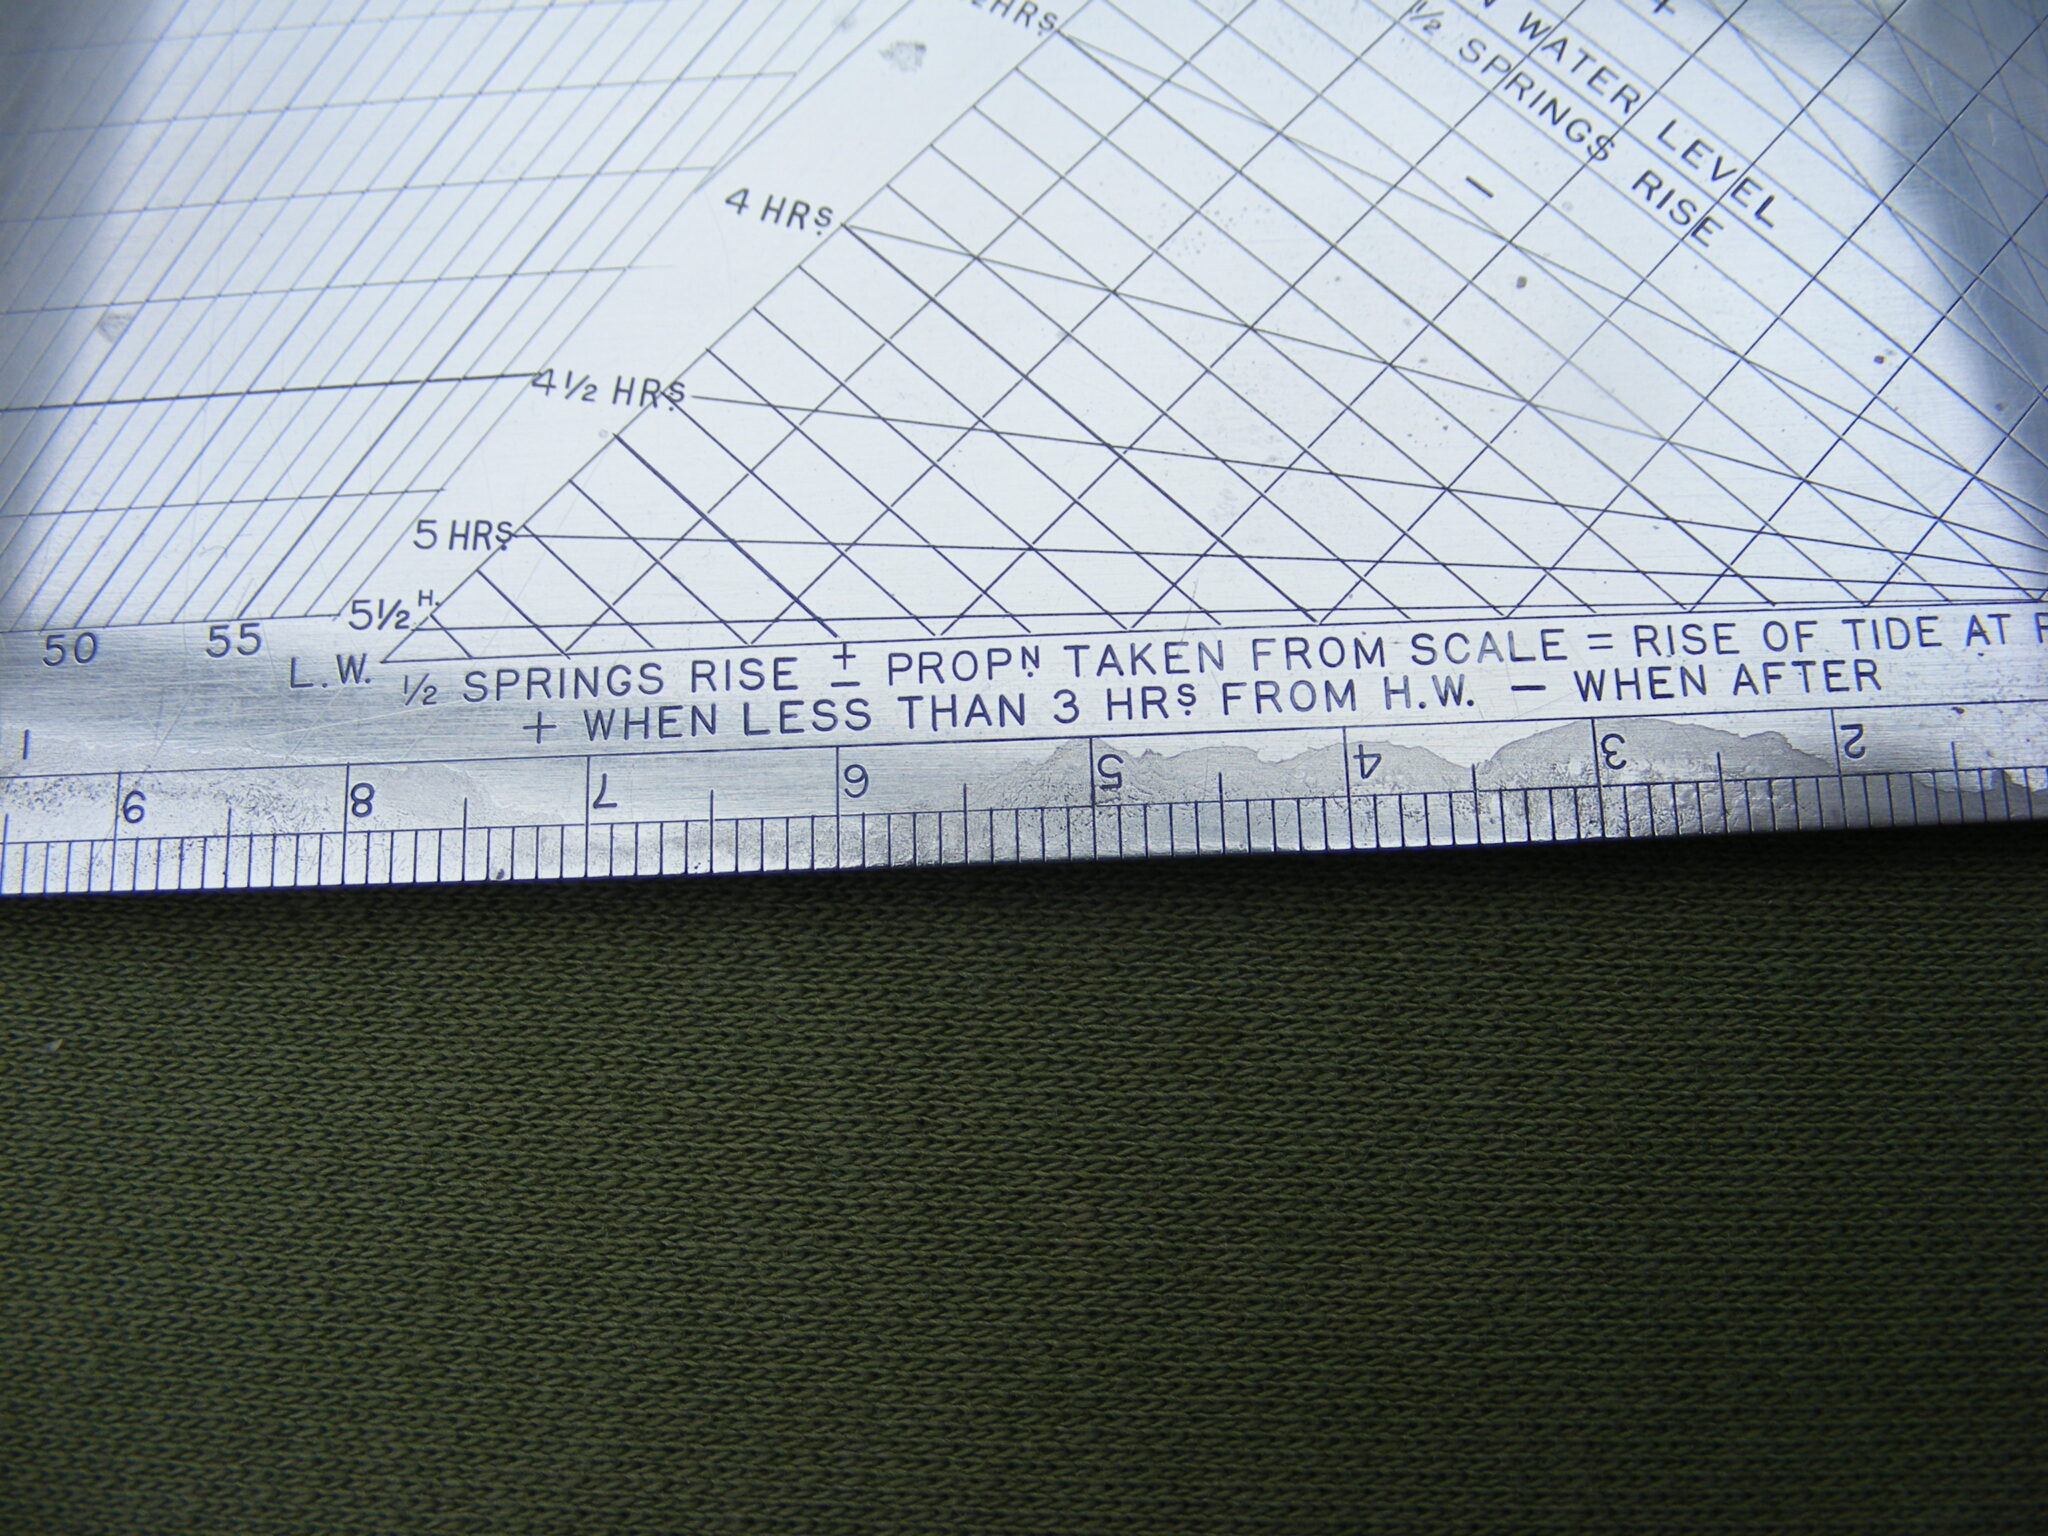 2HRS
N WATER LEVEL
½ SPRINGS RISE
+
−
4 HRS
4½ HRS
5 HRS
5½ H.
50 55
L.W.
½ SPRINGS RISE ± PROPN TAKEN FROM SCALE = RISE OF TIDE AT
+ WHEN LESS THAN 3 HRS FROM H.W. − WHEN AFTER
1
9 8 7 6 5 4 3 2